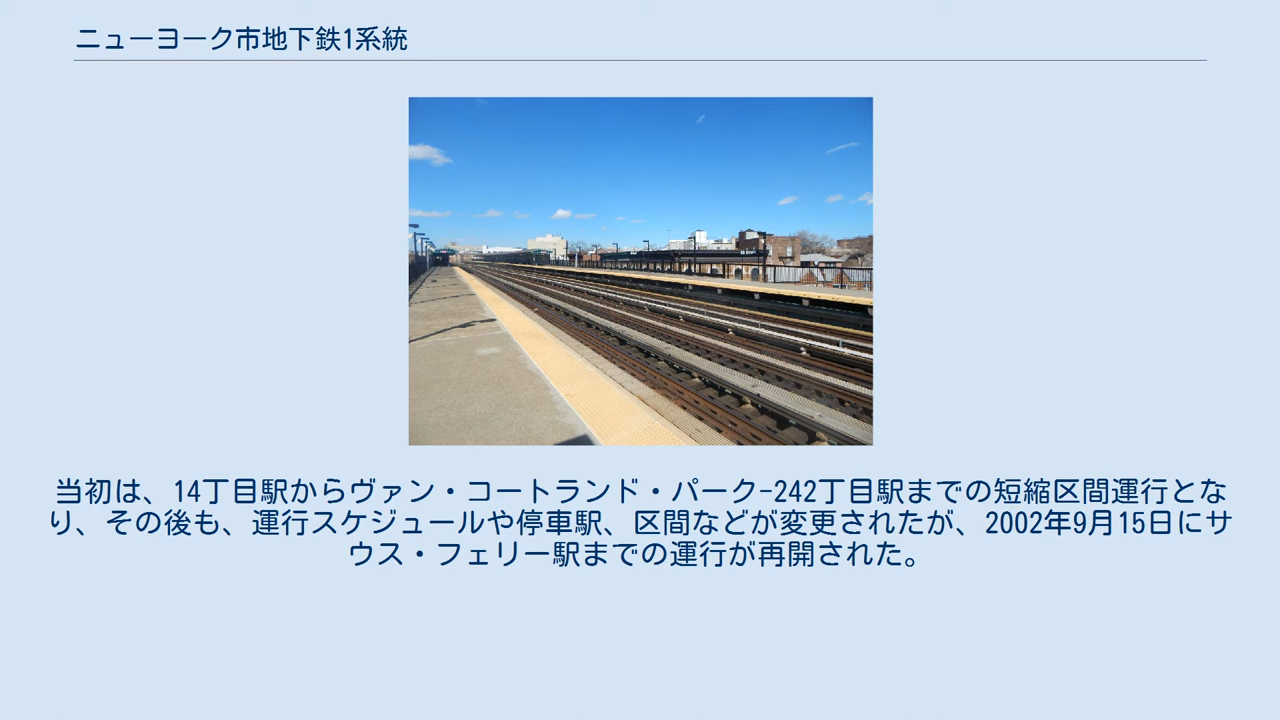 ニューヨーク市地下鉄1系統
当初は、14丁目駅からヴァン・コートランド・パーク-242丁目駅までの短縮区間運行とな
り、その後も、運行スケジュールや停車駅、区間などが変更されたが、2002年9月15日にサ
ウス・フェリー駅までの運行が再開された。